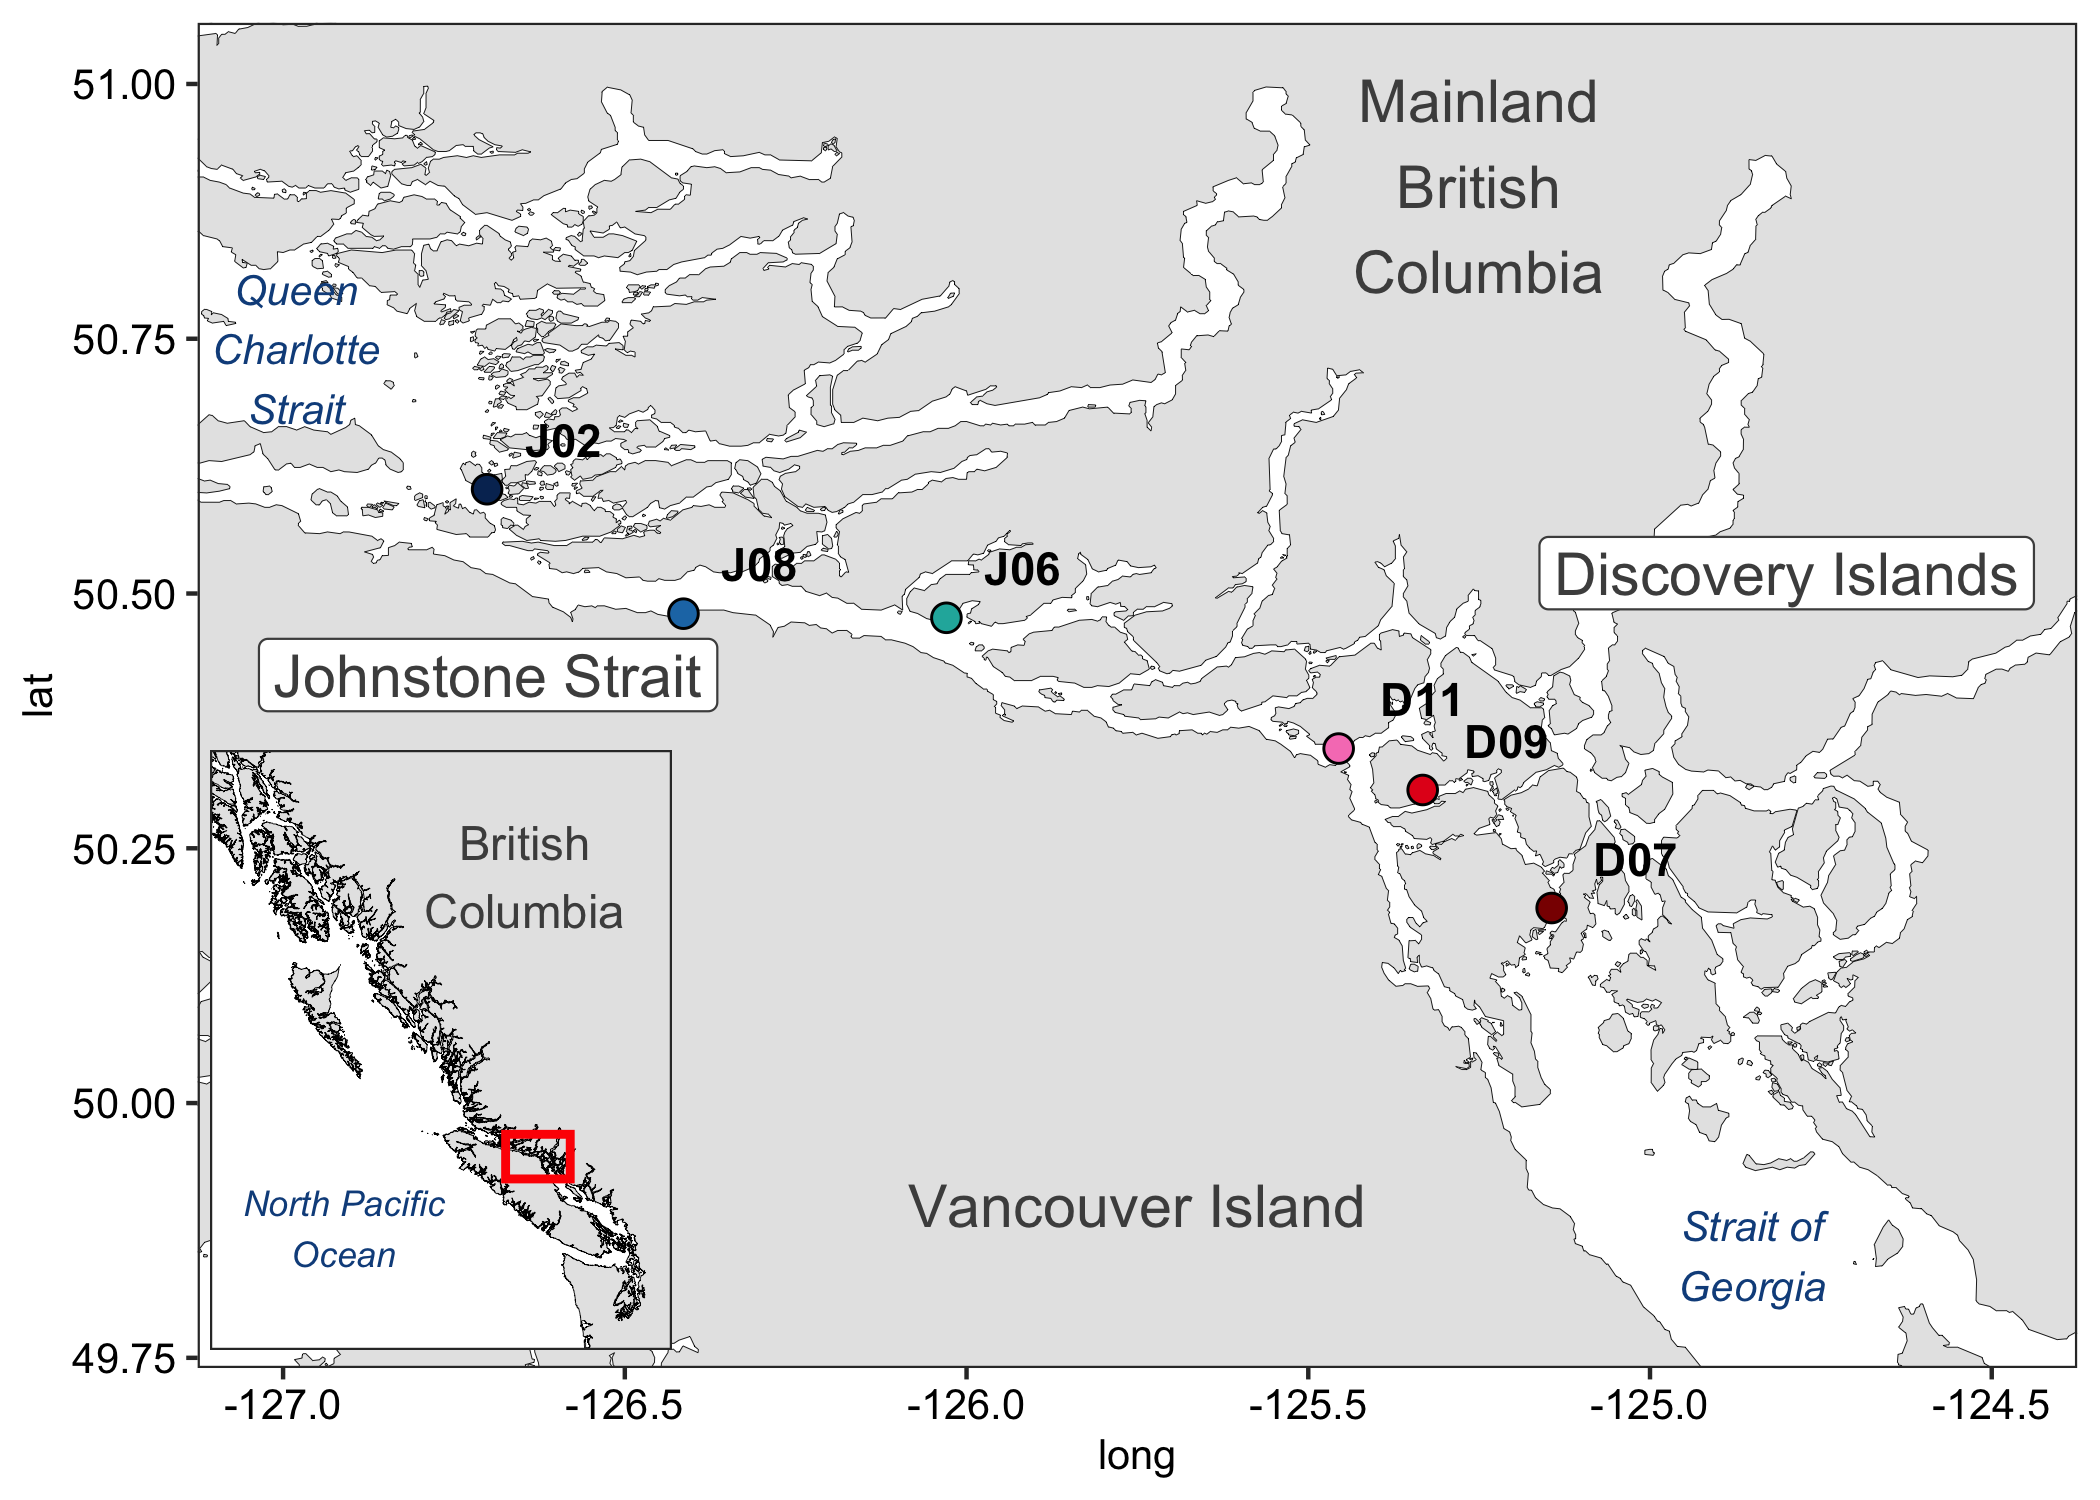 51.00
50.75
50.50
50.25
50.00
49.75
lat
-127.0
-126.5
-126.0
-125.5
-125.0
-124.5
long
Mainland
British
Columbia
Queen
Charlotte
Strait
J02
J08
J06
Discovery Islands
Johnstone Strait
D11
D09
D07
British
Columbia
North Pacific
Ocean
Vancouver Island
Strait of
Georgia